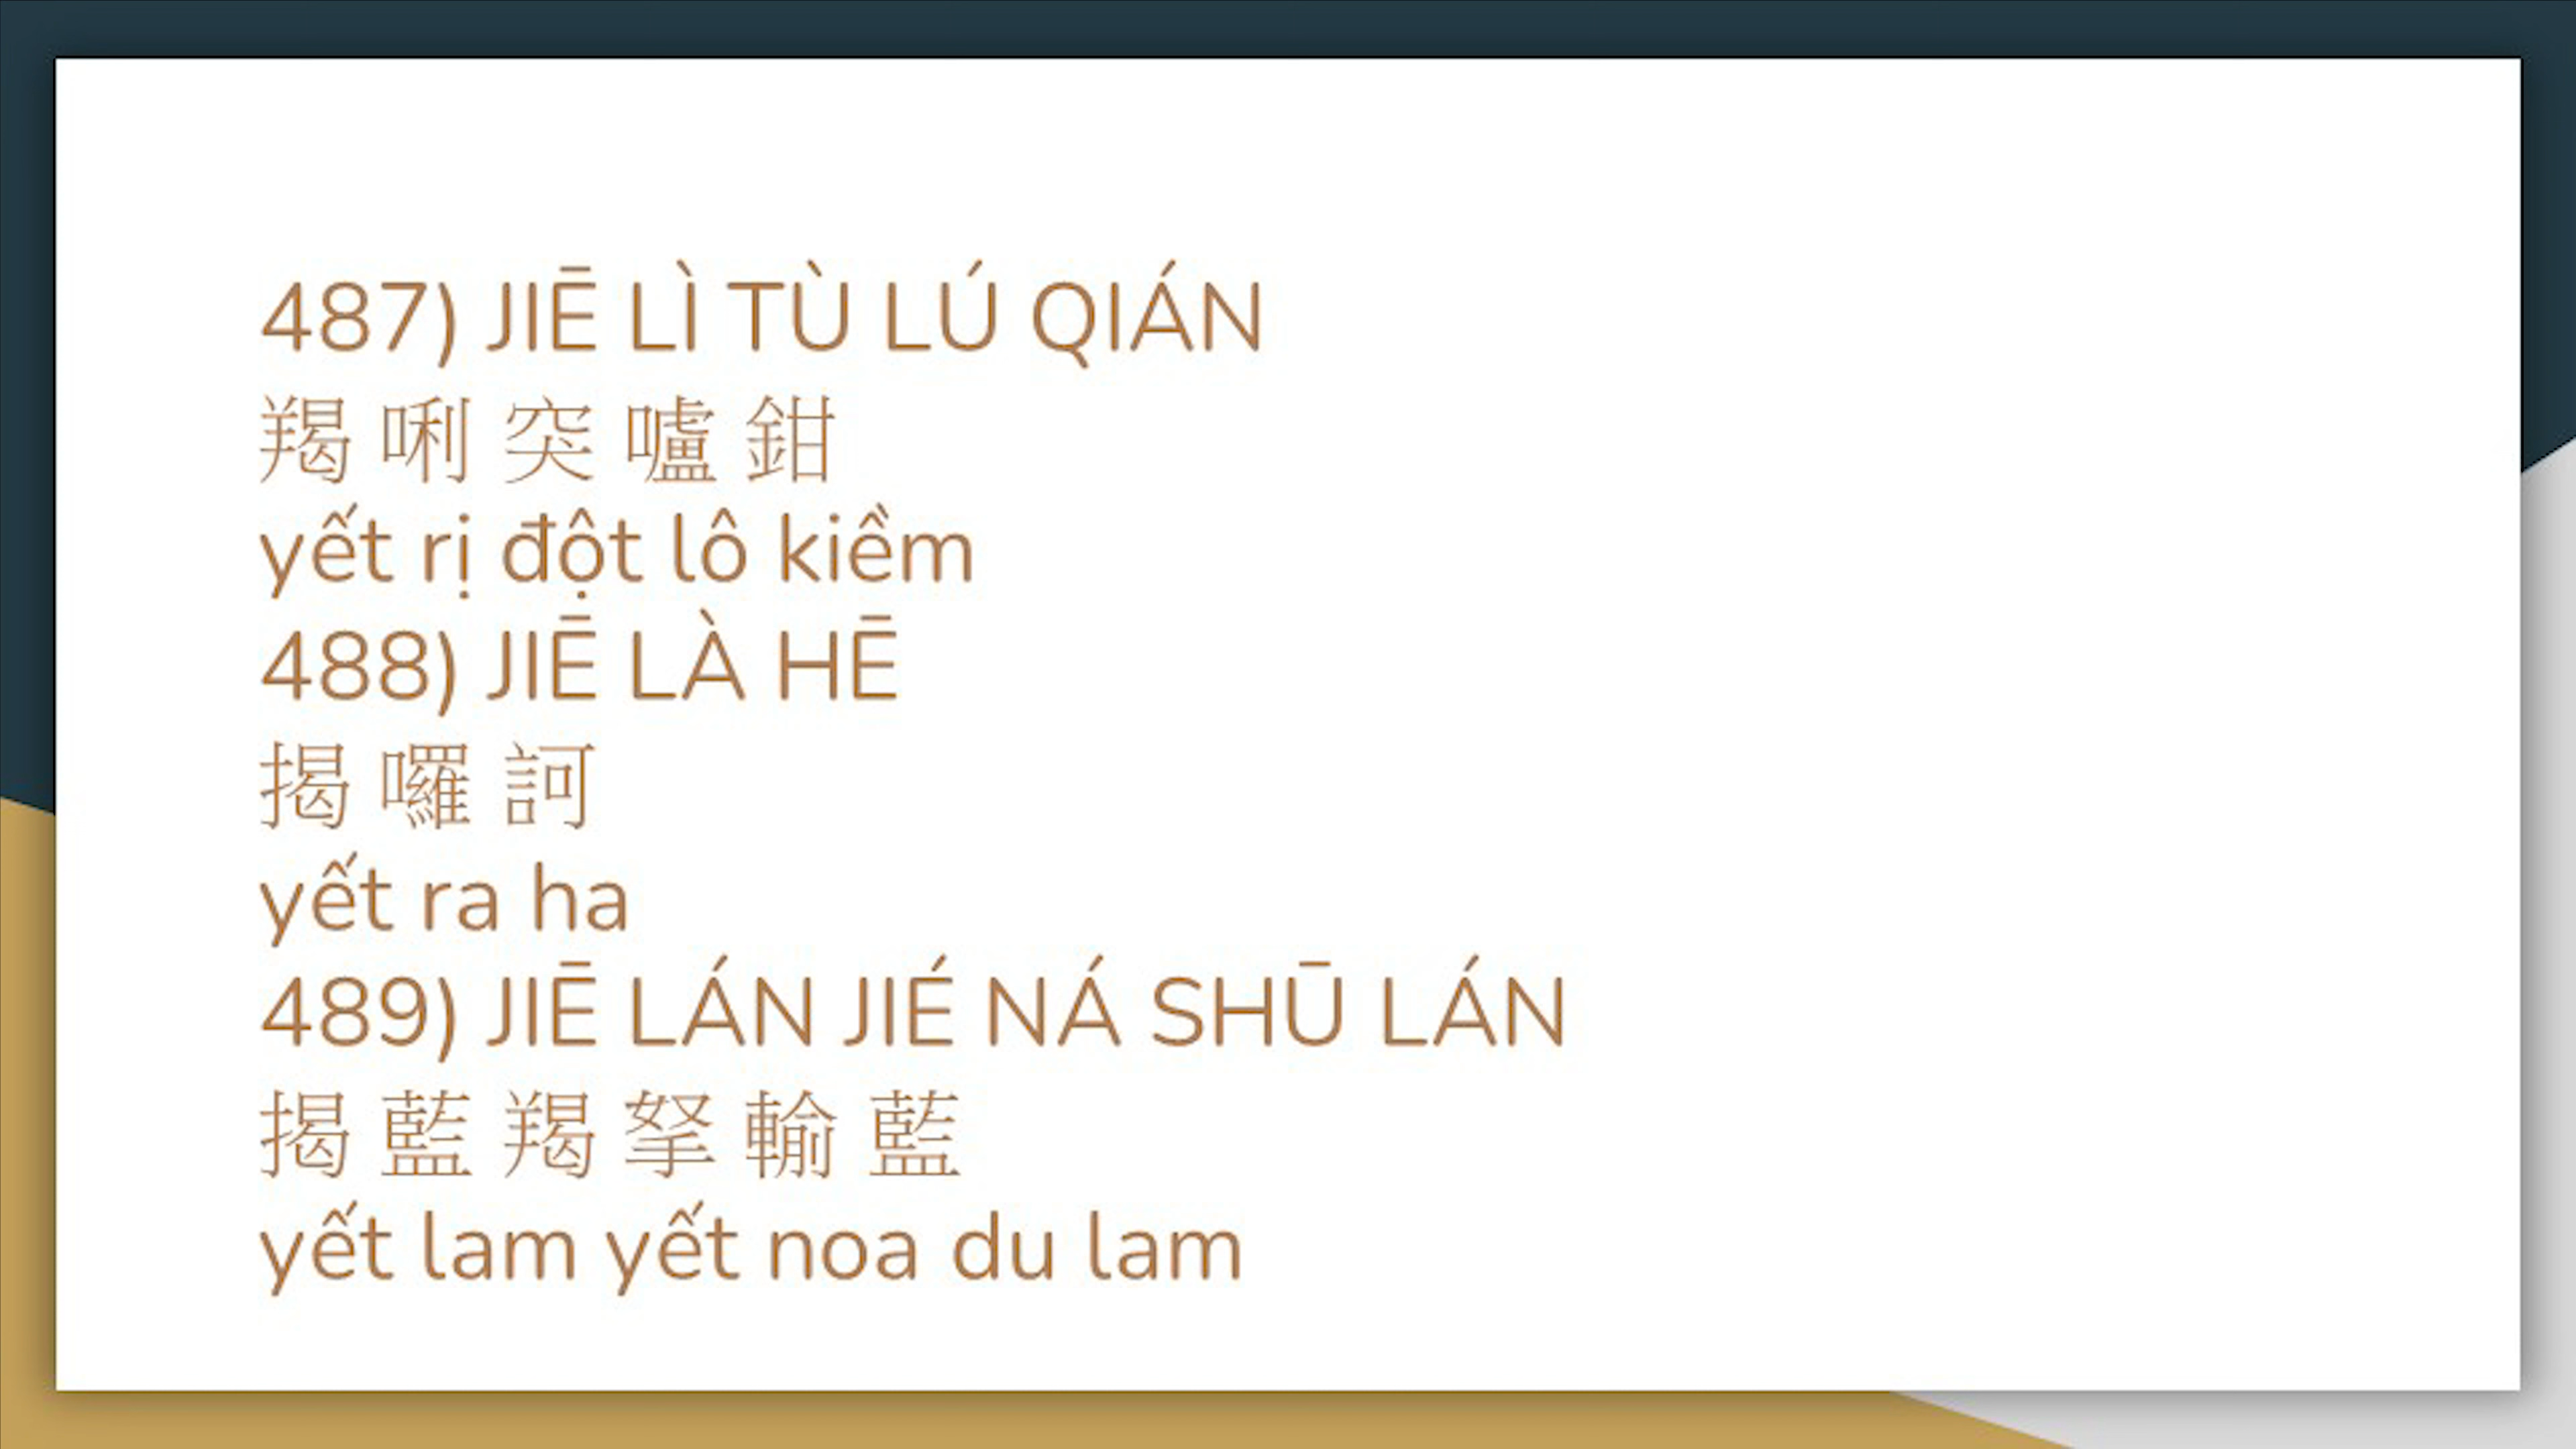 487) JIĒ LÌ TÙ LÚ QIÁN
羯 唎 突 嚧 鉗
yết rị đột lô kiềm
488) JIĒ LÀ HĒ
揭 囉 訶
yết ra ha
489) JIĒ LÁN JIÉ NÁ SHŪ LÁN
揭 藍 羯 拏 輸 藍
yết lam yết noa du lam